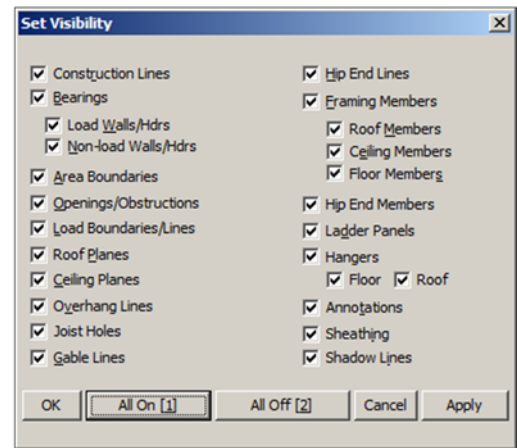 Set Visibility
Construction Lines
Bearings
Load Walls/Hdrs
Non-load Walls/Hdrs
Area Boundaries
Openings/Obstructions
Load Boundaries/Lines
Roof Planes
Ceiling Planes
Overhang Lines
Joist Holes
Gable Lines
Hip End Lines
Framing Members
Roof Members
Ceiling Members
Floor Members
Hip End Members
Ladder Panels
Hangers
Floor Roof
Annotations
Sheathing
Shadow Lines
OK All On [1] All Off [2] Cancel Apply